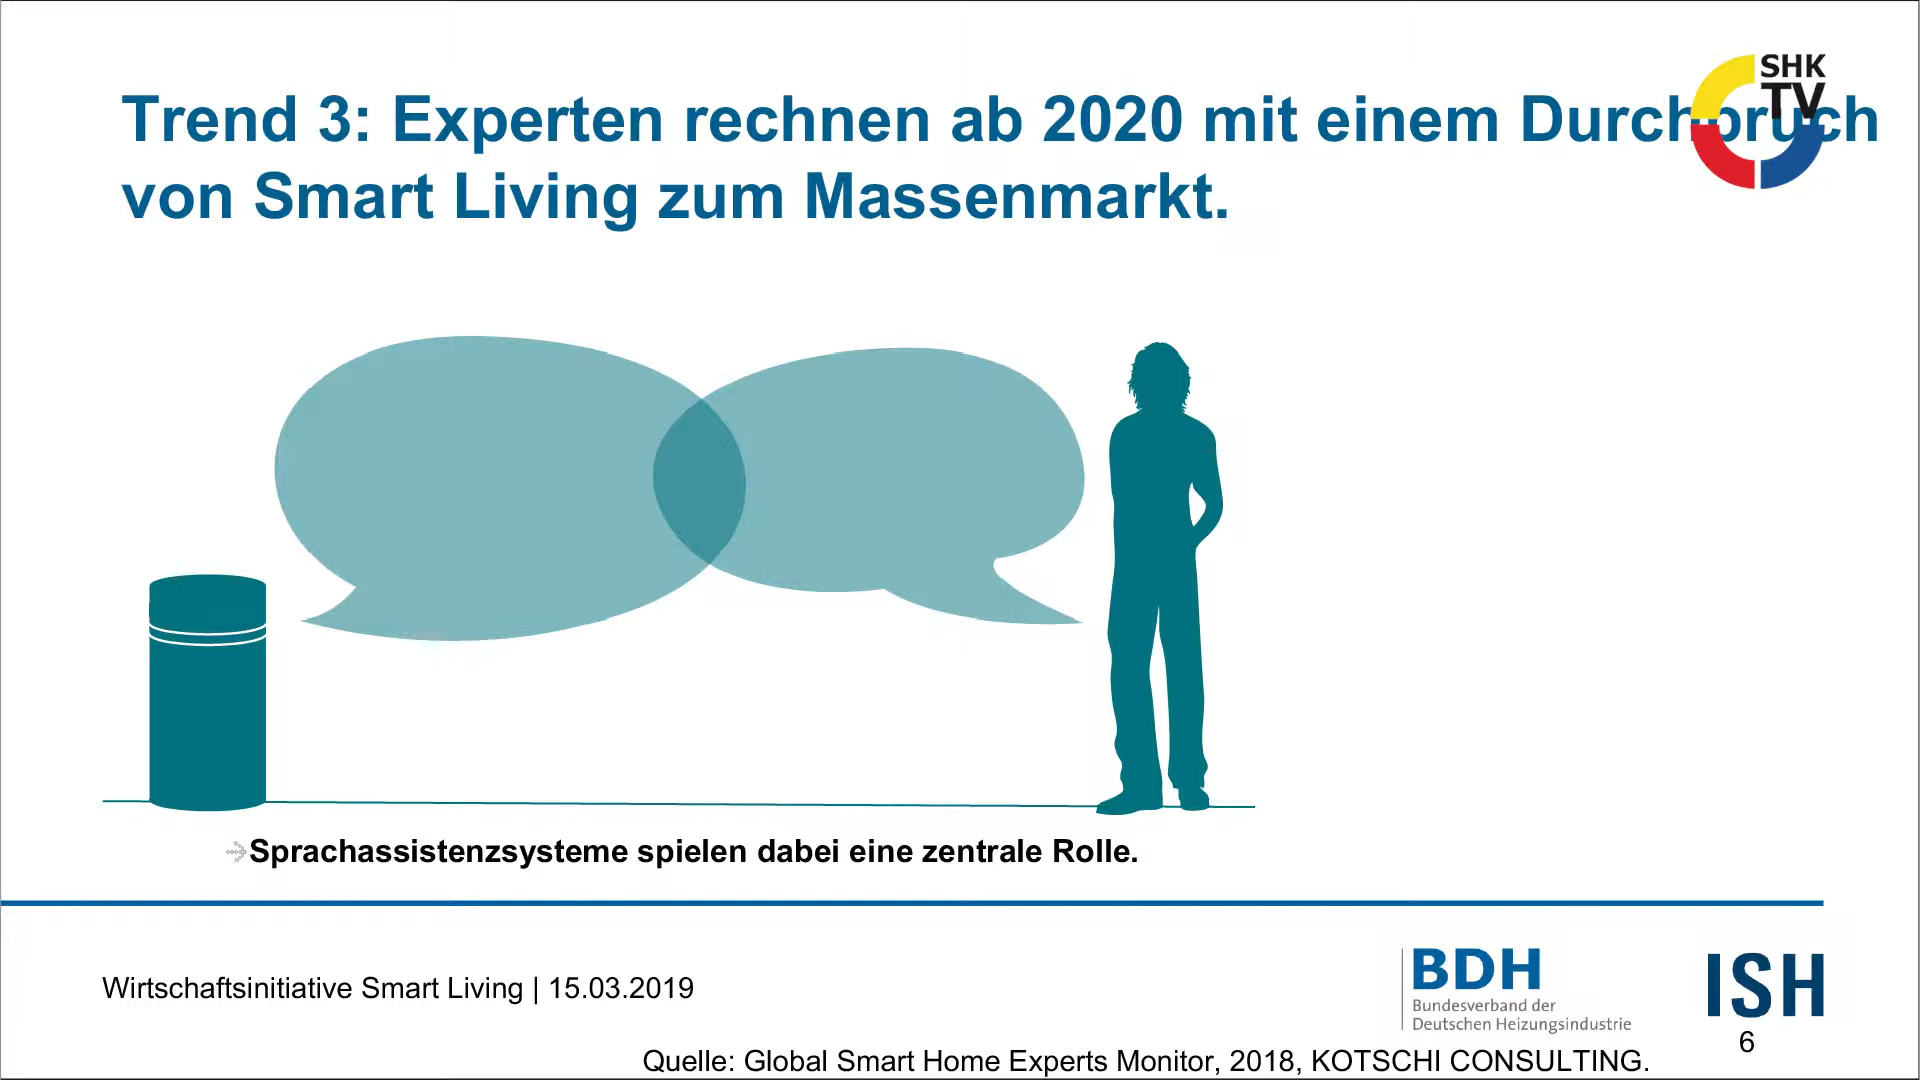 SHK
TV
Trend 3: Experten rechnen ab 2020 mit einem Durchbruch
von Smart Living zum Massenmarkt.
Sprachassistenzsysteme spielen dabei eine zentrale Rolle.
Wirtschaftsinitiative Smart Living | 15.03.2019
BDH
Bundesverband der
Deutschen Heizungsindustrie
ISH
6
Quelle: Global Smart Home Experts Monitor, 2018, KOTSCHI CONSULTING.